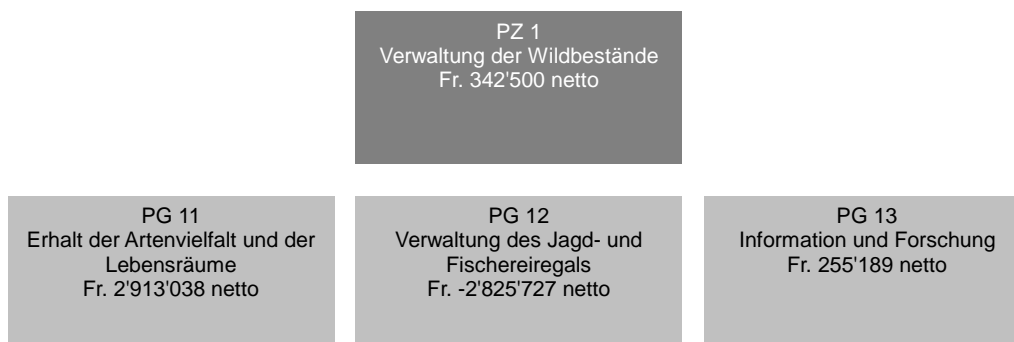 PZ 1
Verwaltung der Wildbestände
Fr. 342'500 netto
PG 11
Erhalt der Artenvielfalt und der
Lebensräume
Fr. 2'913'038 netto
PG 12
Verwaltung des Jagd- und
Fischereiregals
Fr. -2'825'727 netto
PG 13
Information und Forschung
Fr. 255'189 netto